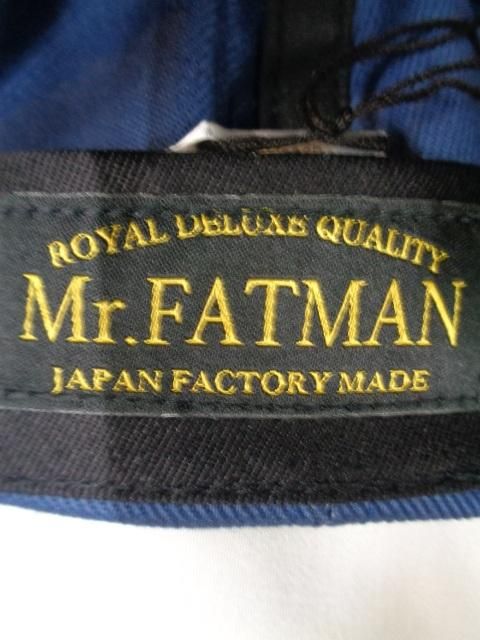 ROYAL DELUXE QUALITY
Mr.FATMAN
JAPAN FACTORY MADE